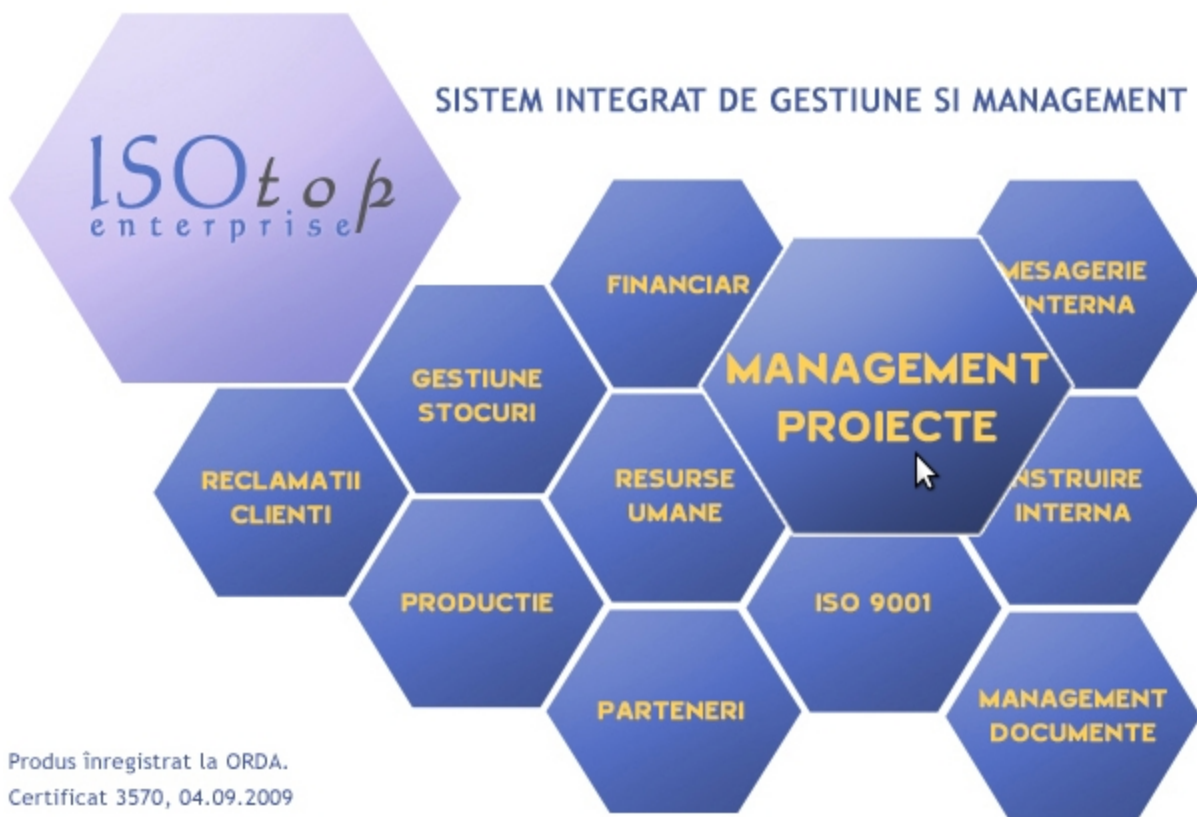 SISTEM INTEGRAT DE GESTIUNE SI MANAGEMENT
ISOtop
enterprise
FINANCIAR
MESAGERIE
INTERNA
MANAGEMENT
PROIECTE
GESTIUNE
STOCURI
RECLAMATII
CLIENTI
RESURSE
UMANE
INSTRUIRE
INTERNA
PRODUCTIE
ISO 9001
PARTENERI
MANAGEMENT
DOCUMENTE
Produs înregistrat la ORDA.
Certificat 3570, 04.09.2009